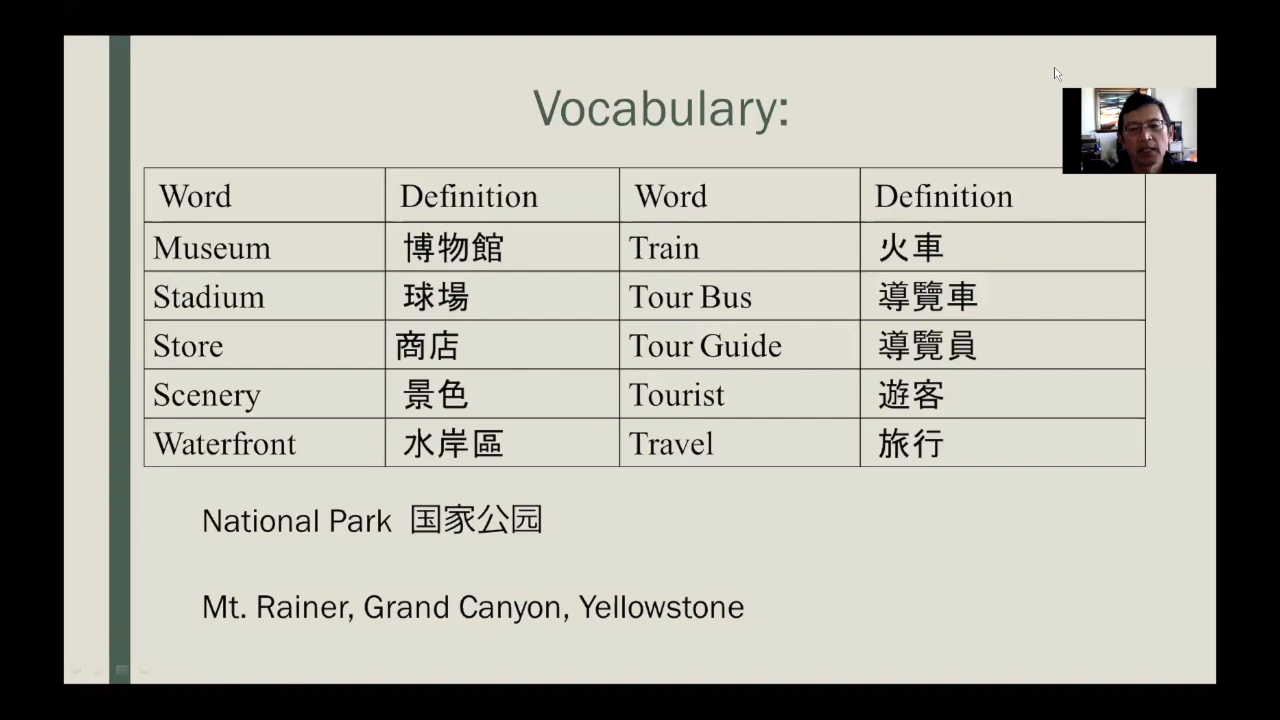 Vocabulary:
Word Definition Word Definition
Museum 博物館 Train 火車
Stadium 球場 Tour Bus 導覽車
Store 商店 Tour Guide 導覽員
Scenery 景色 Tourist 遊客
Waterfront 水岸區 Travel 旅行
National Park 国家公园
Mt. Rainer, Grand Canyon, Yellowstone